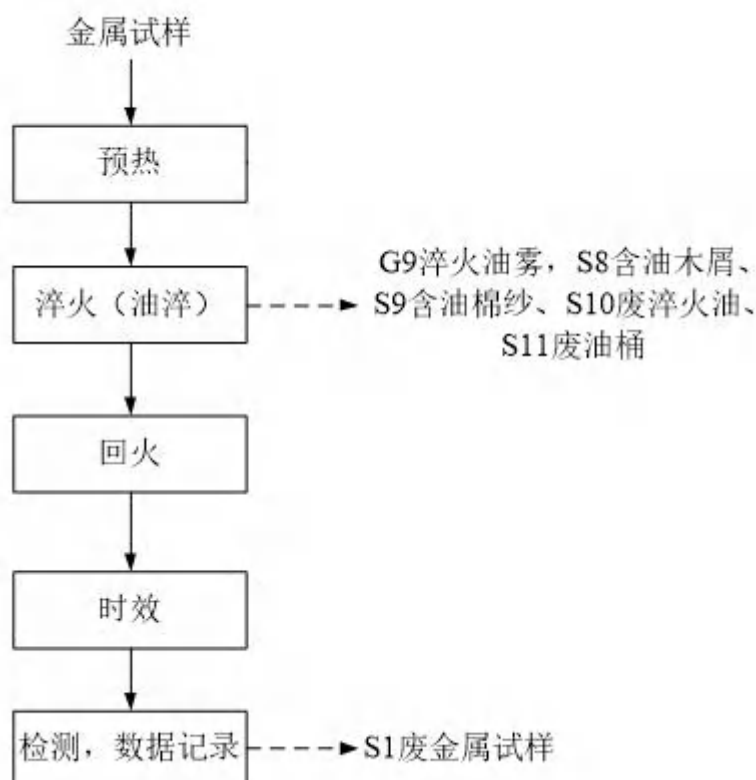 金属试样
预热
淬火（油淬）
G9淬火油雾，S8含油木屑、
S9含油棉纱、S10废淬火油、
S11废油桶
回火
时效
检测，数据记录
S1废金属试样